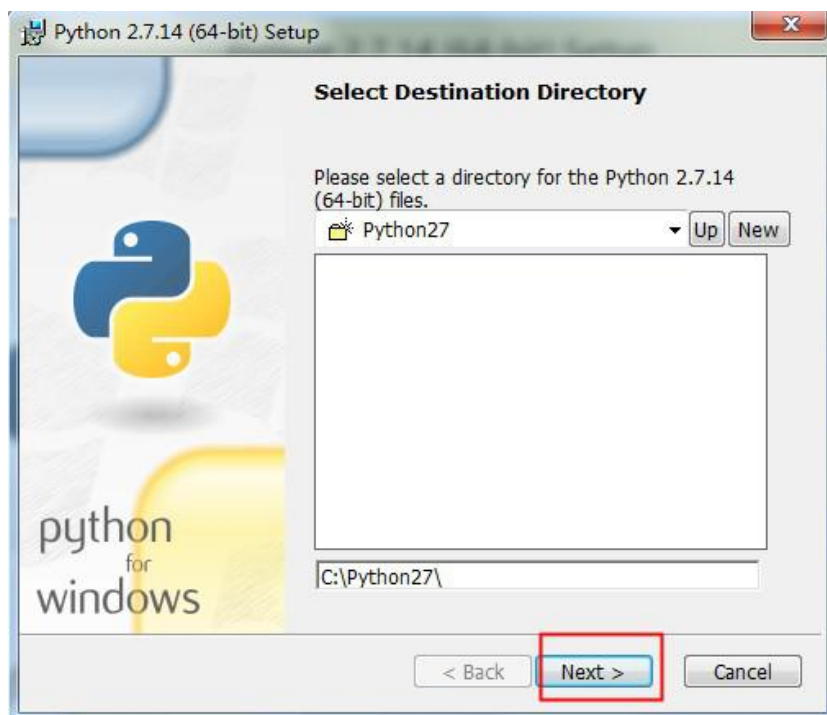 Python 2.7.14 (64-bit) Setup
Select Destination Directory
Please select a directory for the Python 2.7.14
(64-bit) files.
Python27
Up
New
C:\Python27\
python
for
windows
< Back
Next >
Cancel